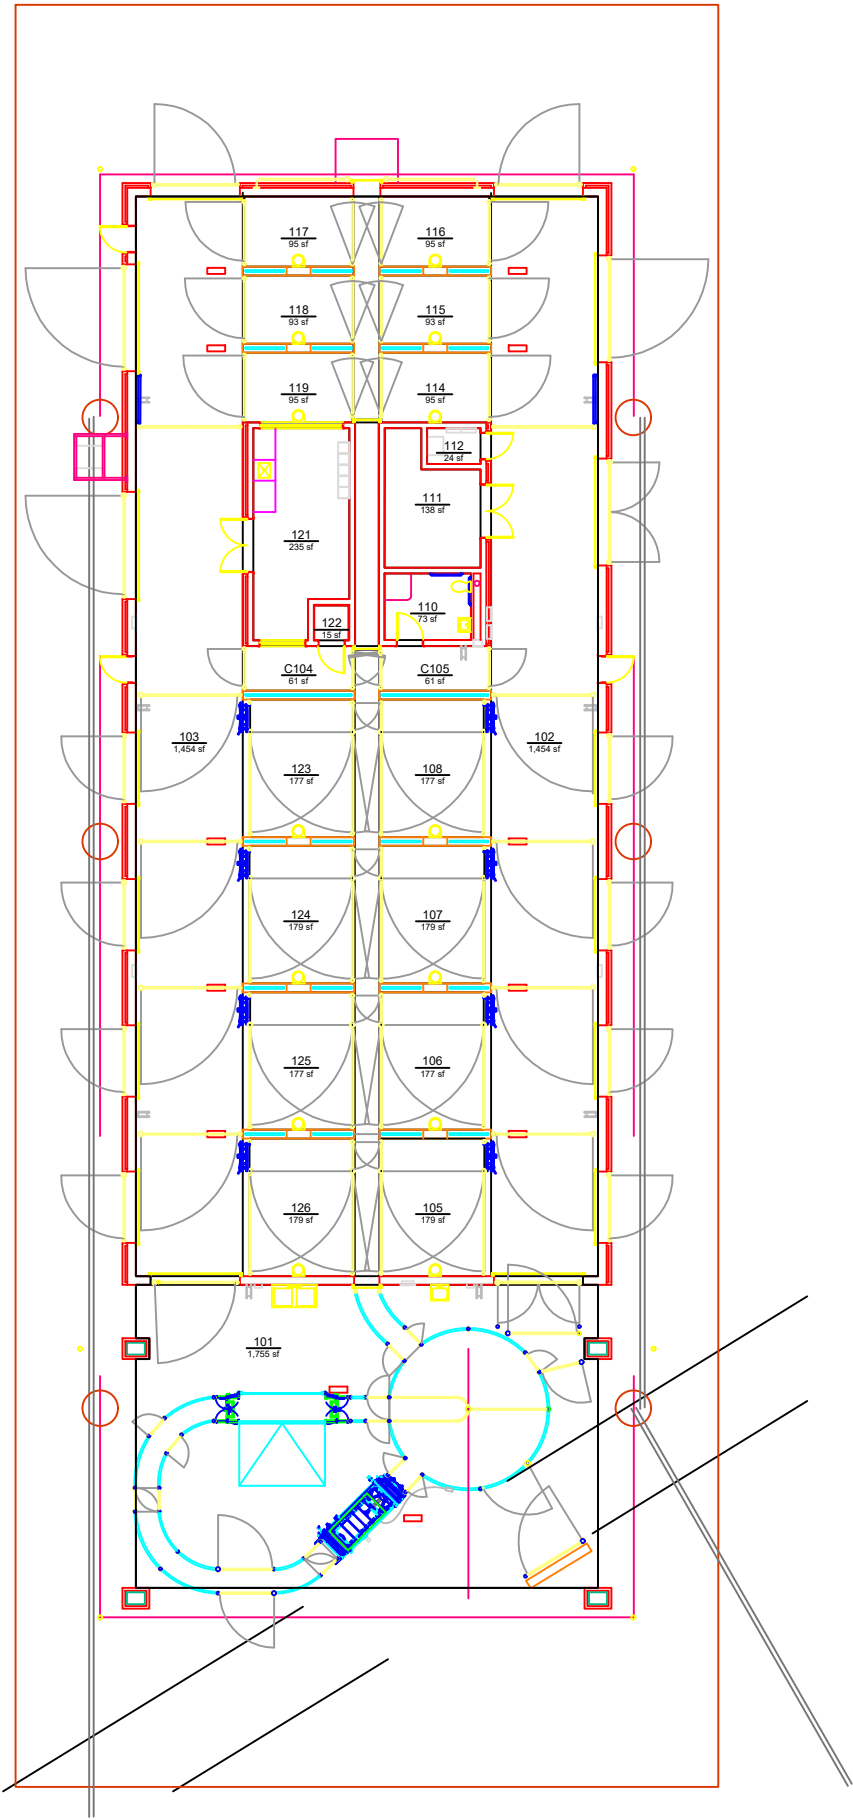 117
95 sf
116
95 sf
118
93 sf
115
93 sf
119
95 sf
114
95 sf
112
24 sf
111
138 sf
121
235 sf
110
73 sf
122
15 sf
C104
61 sf
C105
61 sf
103
1,454 sf
102
1,454 sf
123
177 sf
108
177 sf
124
179 sf
107
179 sf
125
177 sf
106
177 sf
126
179 sf
105
179 sf
101
1,755 sf